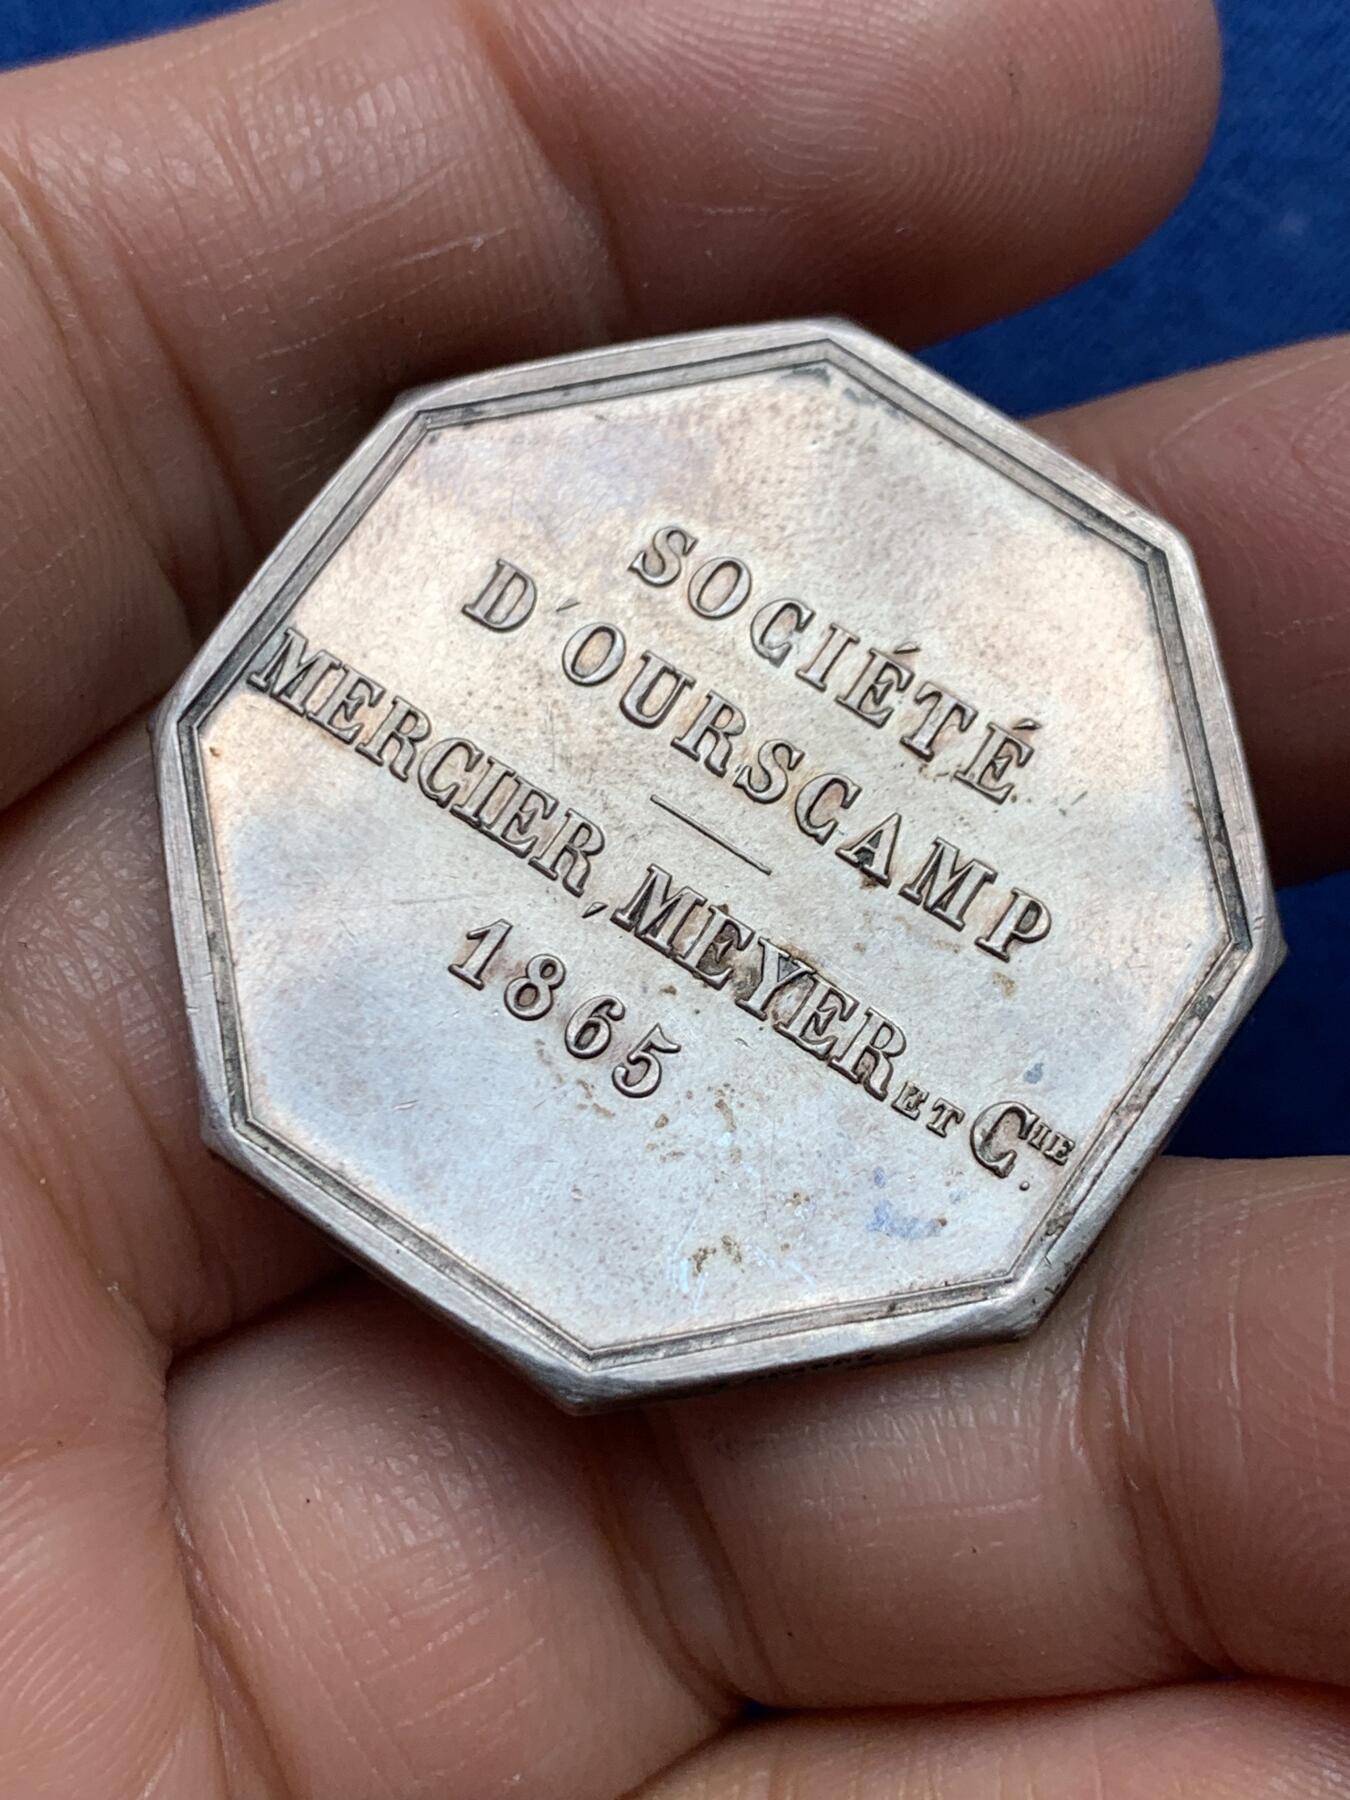 SOCIÉTÉ
D'OURSCAMP
MERCIER, MEYER ET CIE.
1865